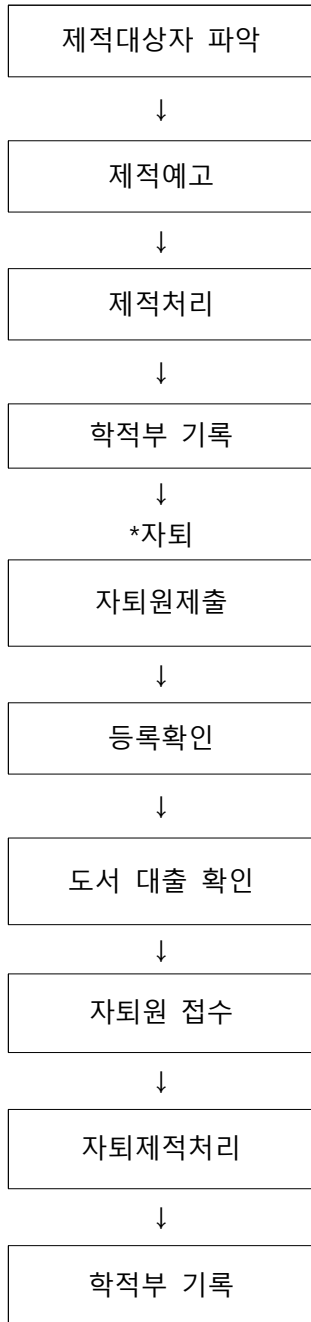 제적대상자 파악
↓
제적예고
↓
제적처리
↓
학적부 기록
↓
*자퇴
자퇴원제출
↓
등록확인
↓
도서 대출 확인
↓
자퇴원 접수
↓
자퇴제적처리
↓
학적부 기록